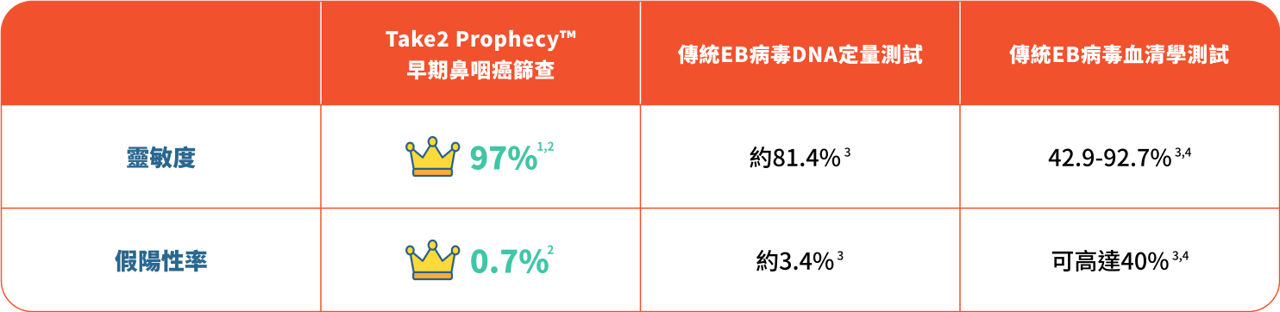 Take2 Prophecy™
早期鼻咽癌篩查
傳統EB病毒DNA定量測試
傳統EB病毒血清學測試
靈敏度
97%1,2
約81.4%3
42.9-92.7%3,4
假陽性率
0.7%2
約3.4%3
可高達40%3,4